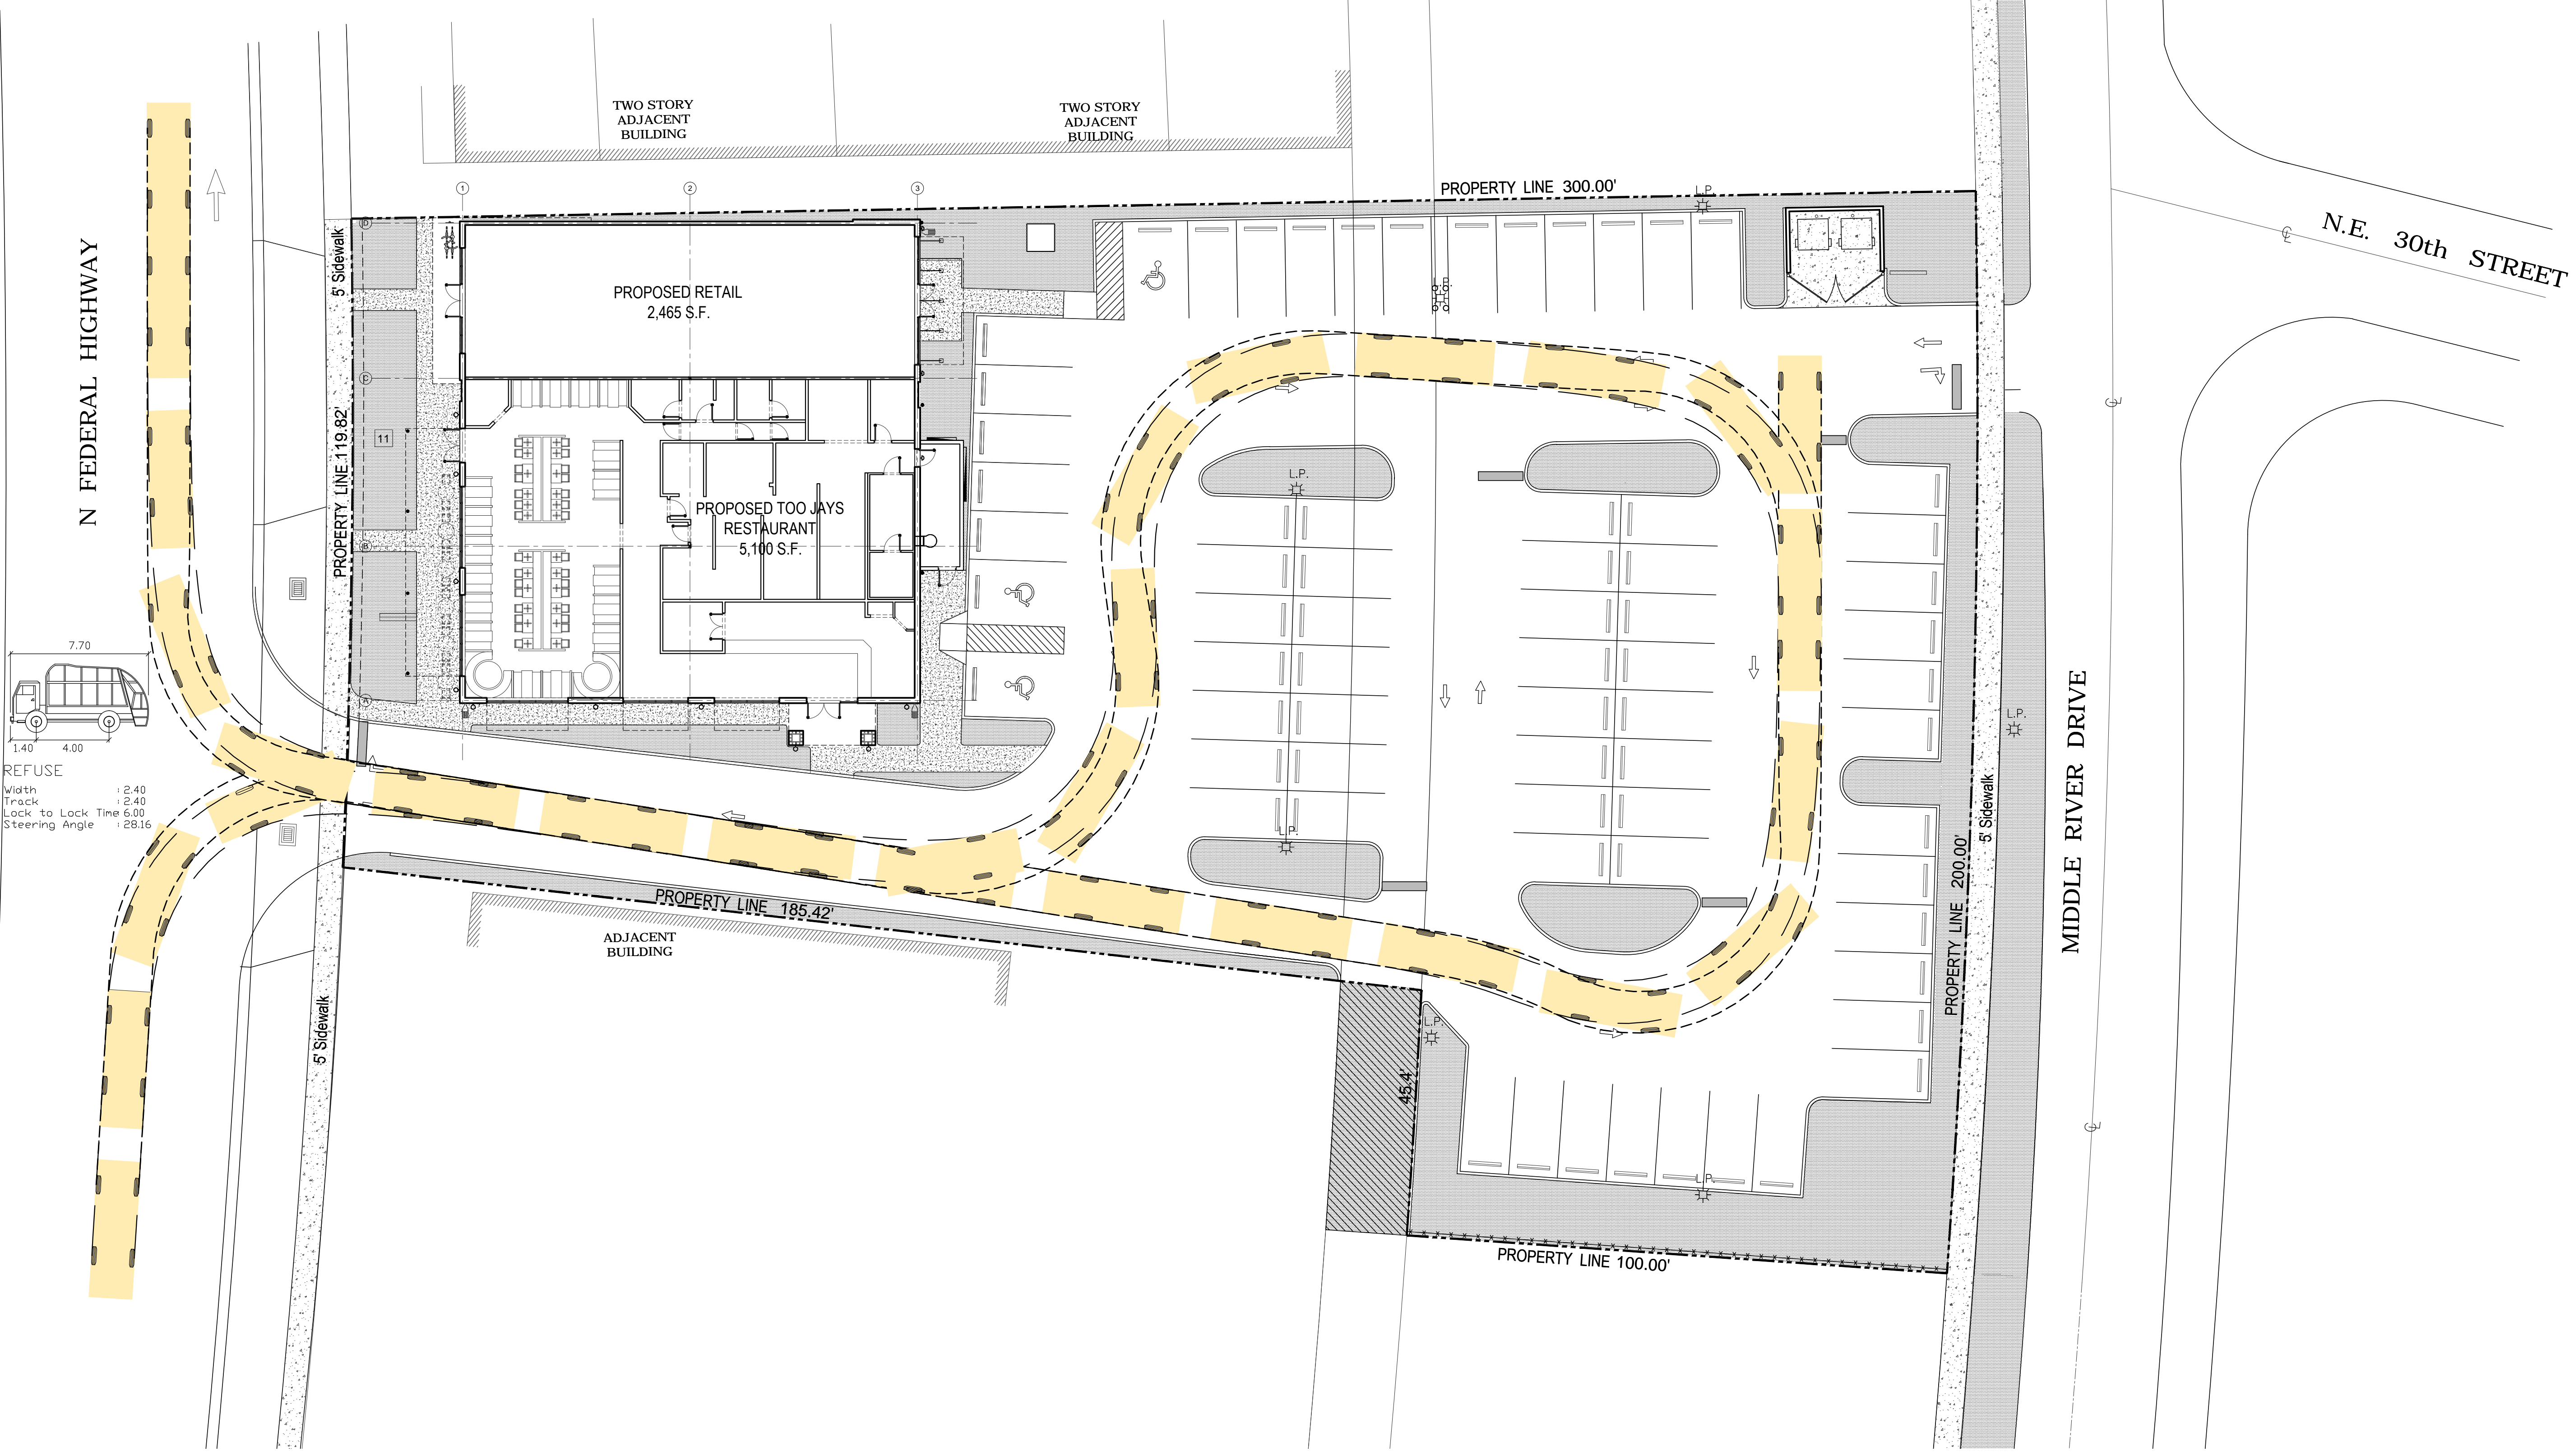 TWO STORY
ADJACENT
BUILDING
TWO STORY
ADJACENT
BUILDING
1
2
3
PROPERTY LINE 300.00'
L.P.
N.E. 30th STREET
N FEDERAL HIGHWAY
5' Sidewalk
D
PROPOSED RETAIL
2,465 S.F.
L.P.
C
PROPERTY LINE 119.82'
11
L.P.
PROPOSED TOO JAYS
RESTAURANT
5,100 S.F.
B
A
7.70
1.40
4.00
REFUSE
Width : 2.40
Track : 2.40
Lock to Lock Time : 6.00
Steering Angle : 28.16
L.P.
L.P.
MIDDLE RIVER DRIVE
5' Sidewalk
PROPERTY LINE 200.00'
PROPERTY LINE 185.42'
ADJACENT
BUILDING
5' Sidewalk
L.P.
45.4'
L.P.
PROPERTY LINE 100.00'